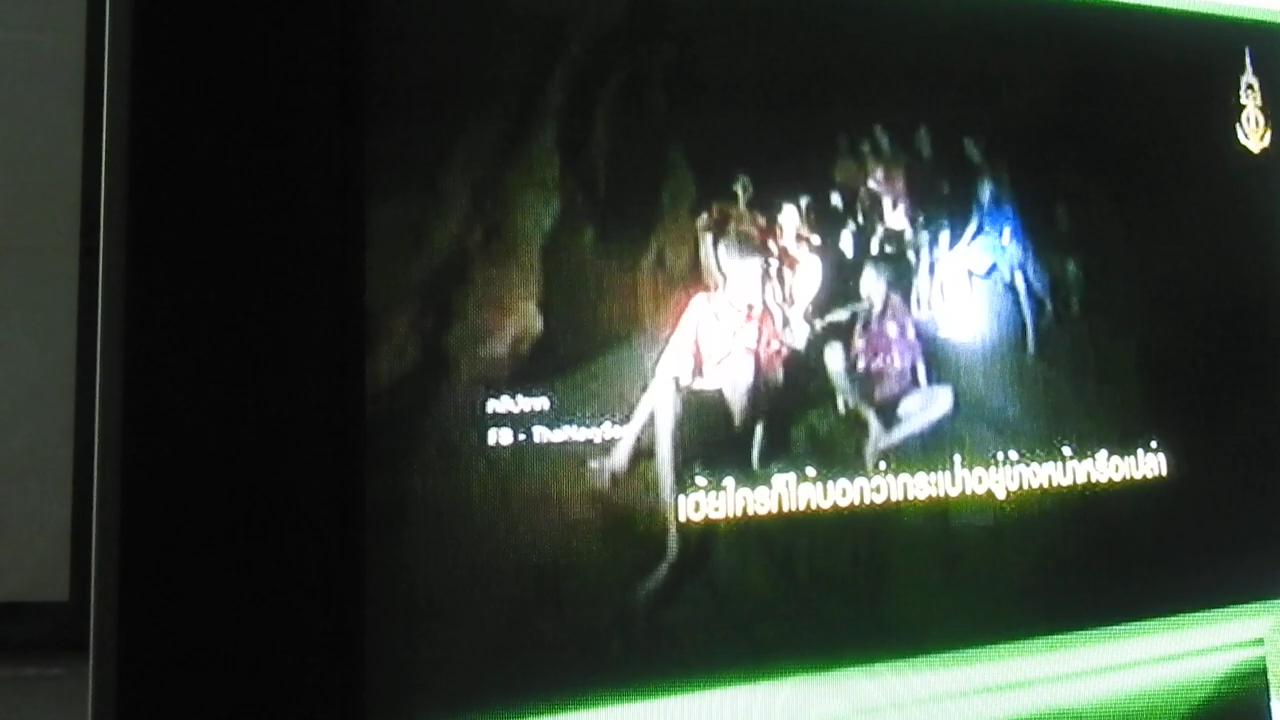 คลิปจาก
FB - ThaiNavySe
เฮ้ยใครก็ได้บอกว่ากระเป๋าอยู่ข้างหน้าหรือเปล่า